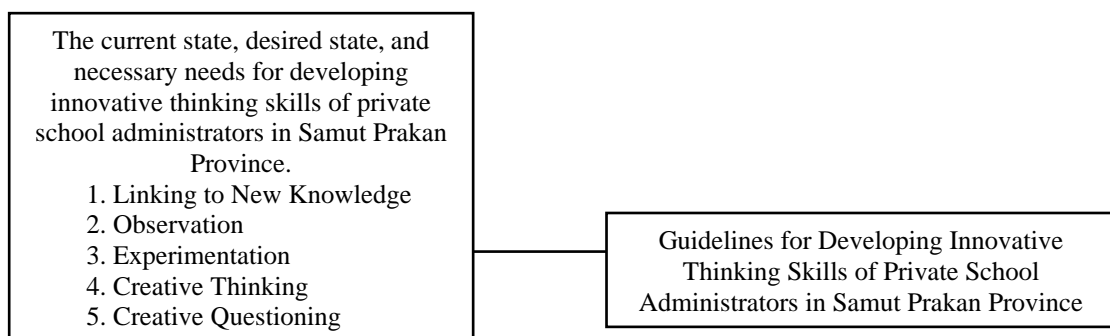 The current state, desired state, and
necessary needs for developing
innovative thinking skills of private
school administrators in Samut Prakan
Province.
1. Linking to New Knowledge
2. Observation
3. Experimentation
4. Creative Thinking
5. Creative Questioning
Guidelines for Developing Innovative
Thinking Skills of Private School
Administrators in Samut Prakan Province